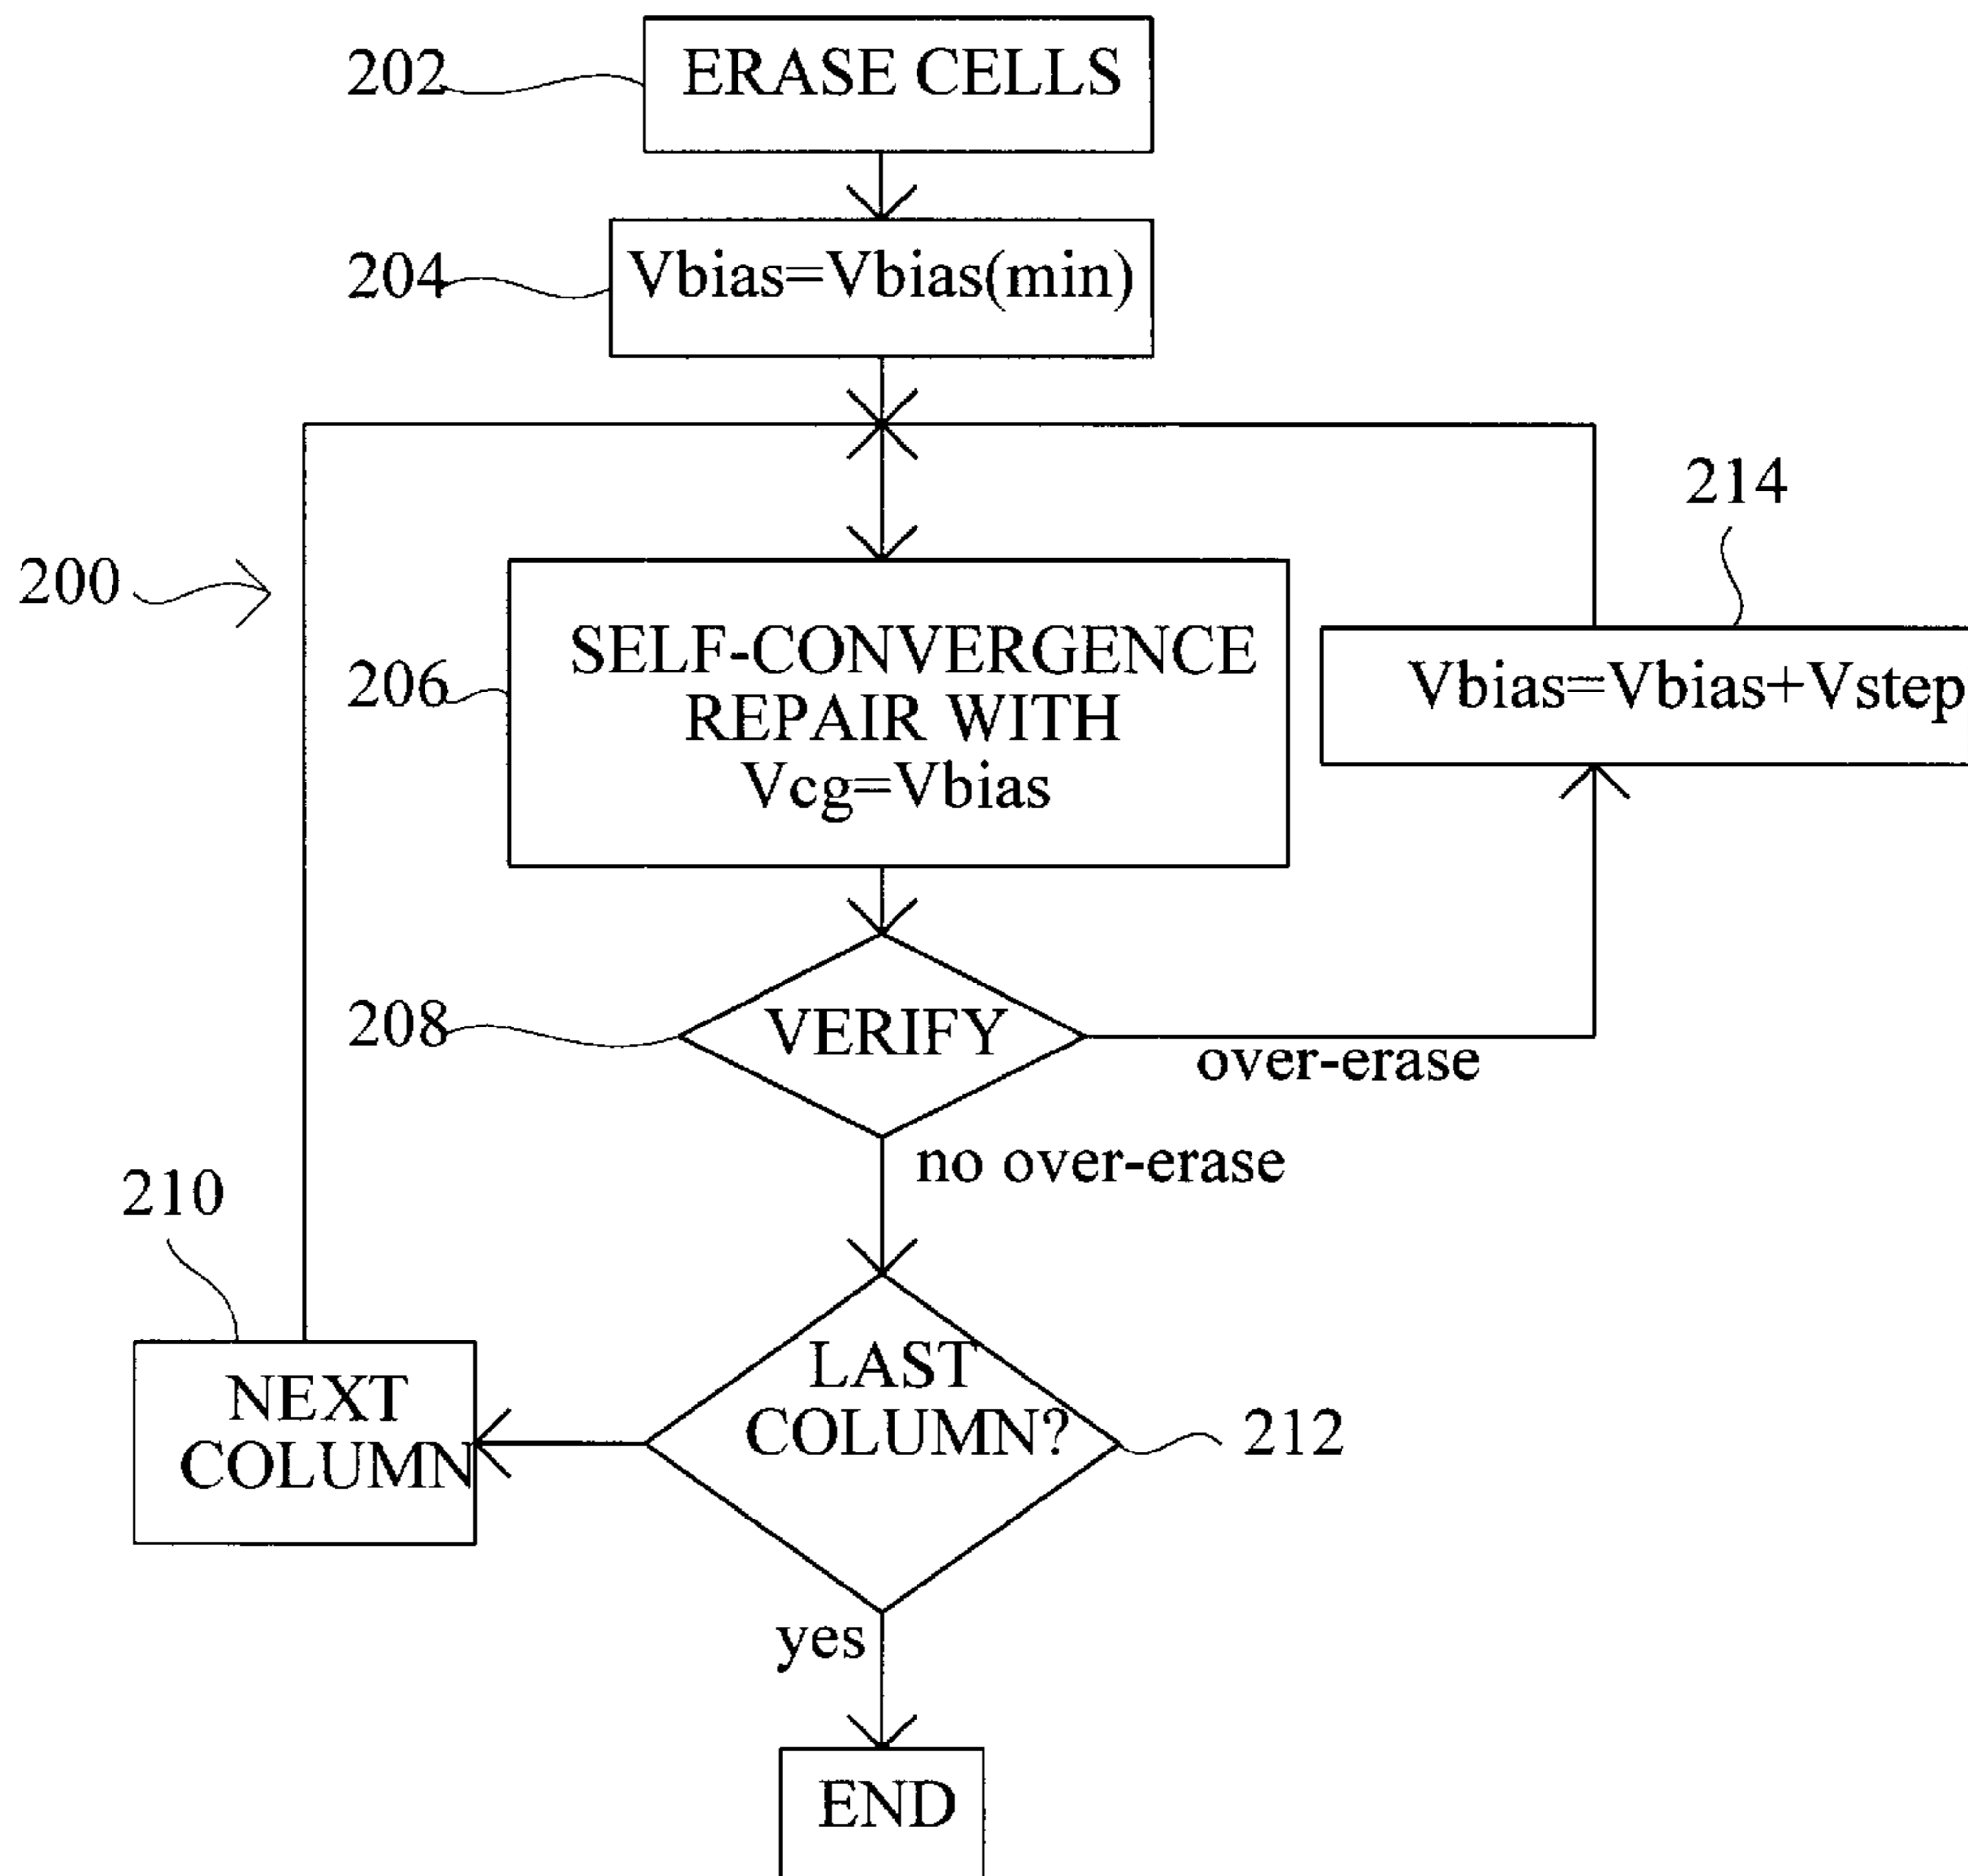 202
ERASE CELLS
204
Vbias=Vbias(min)
214
200
206
SELF-CONVERGENCE
REPAIR WITH
Vcg=Vbias
Vbias=Vbias+Vstep
208
VERIFY
over-erase
no over-erase
210
NEXT
COLUMN
LAST
COLUMN?
212
yes
END